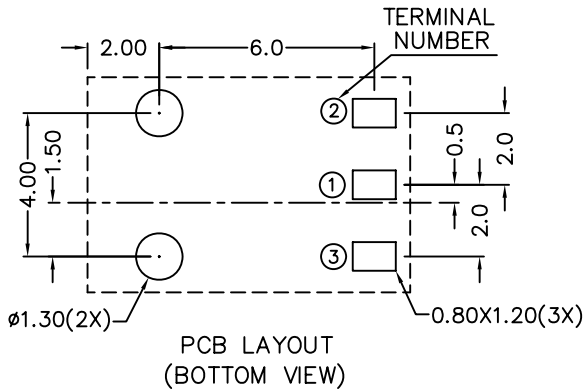 TERMINAL
NUMBER
2.00
6.0
2
4.00
1.50
1
0.5
2.0
2.0
3
ø1.30(2X)
0.80X1.20(3X)
PCB LAYOUT
(BOTTOM VIEW)